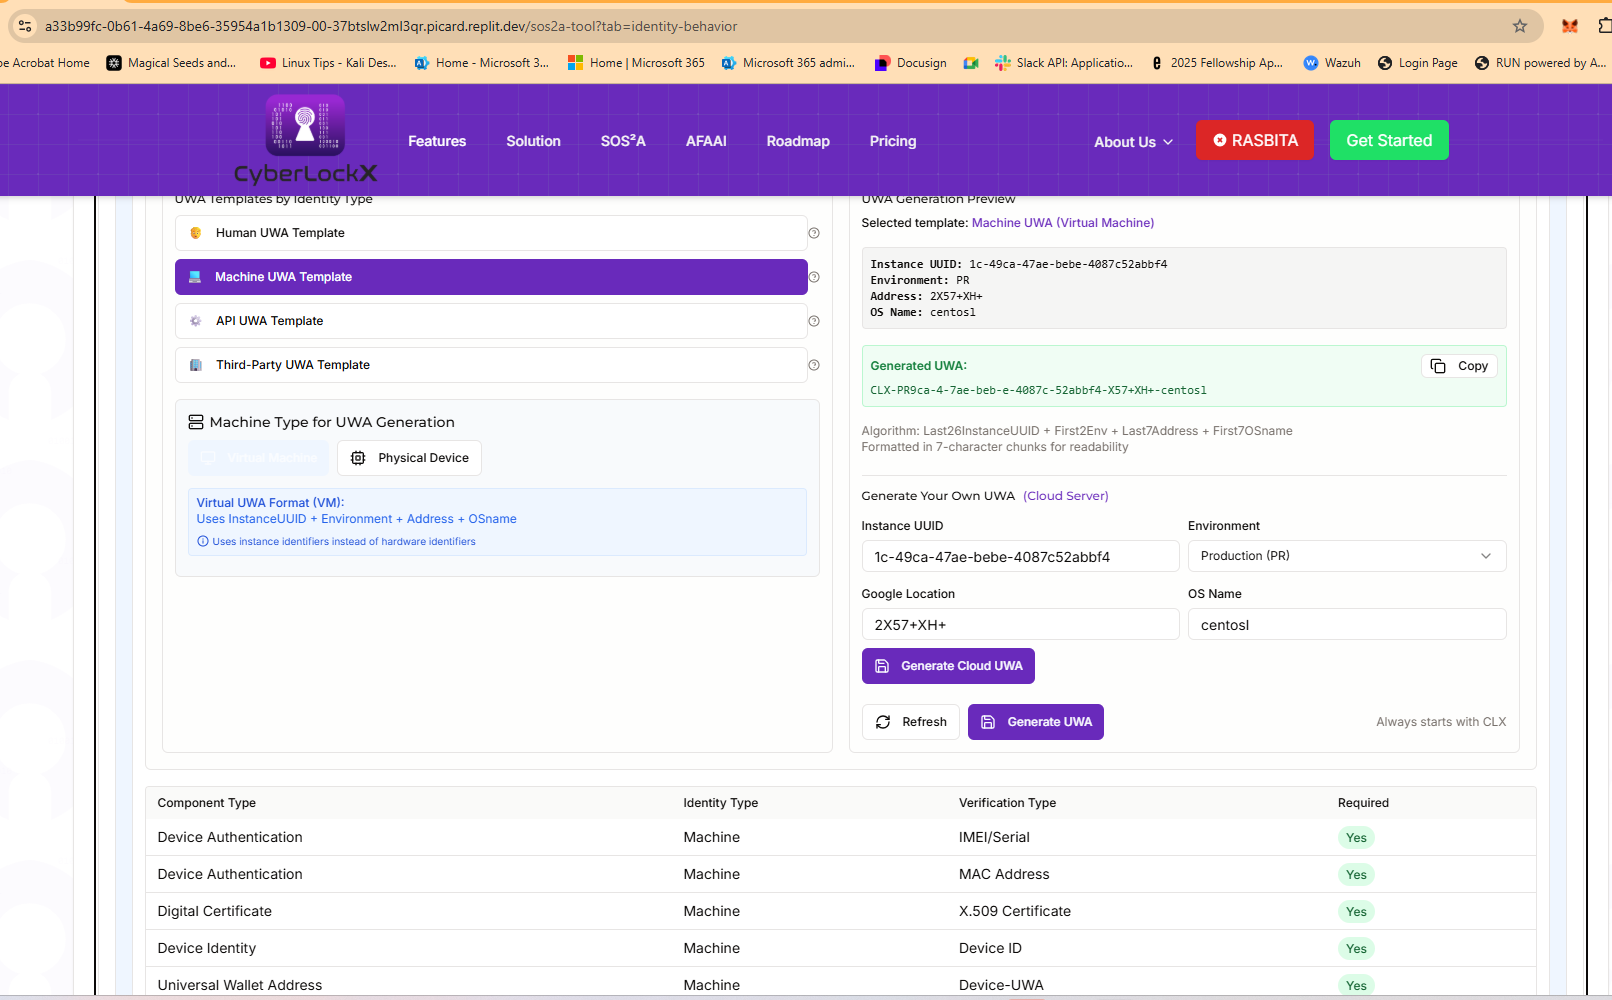 a33b99fc-0b61-4a69-8be6-35954a1b1309-00-37btslw2ml3qr.picard.replit.dev/sos2a-tool?tab=identity-behavior
be Acrobat Home
Magical Seeds and...
Linux Tips - Kali Des...
Home - Microsoft 3...
Home | Microsoft 365
Microsoft 365 admi...
Docusign
Slack API: Applicatio...
2025 Fellowship Ap...
Wazuh
Login Page
RUN powered by A...
CyberLockX
Features
Solution
SOS²A
AFAAI
Roadmap
Pricing
About Us
RASBITA
Get Started
UWA Templates by Identity Type
Human UWA Template
Machine UWA Template
API UWA Template
Third-Party UWA Template
Machine Type for UWA Generation
Virtual Machine
Physical Device
Virtual UWA Format (VM):
Uses InstanceUUID + Environment + Address + OSname
Uses instance identifiers instead of hardware identifiers
UWA Generation Preview
Selected template: Machine UWA (Virtual Machine)
Instance UUID: 1c-49ca-47ae-bebe-4087c52abbf4
Environment: PR
Address: 2X57+XH+
OS Name: centosl
Generated UWA:
Copy
CLX-PR9ca-4-7ae-beb-e-4087c-52abbf4-X57+XH+-centosl
Algorithm: Last26InstanceUUID + First2Env + Last7Address + First7OSname
Formatted in 7-character chunks for readability
Generate Your Own UWA (Cloud Server)
Instance UUID
Environment
1c-49ca-47ae-bebe-4087c52abbf4
Production (PR)
Google Location
OS Name
2X57+XH+
centosl
Generate Cloud UWA
Refresh
Generate UWA
Always starts with CLX
Component Type Identity Type Verification Type Required
Device Authentication Machine IMEI/Serial Yes
Device Authentication Machine MAC Address Yes
Digital Certificate Machine X.509 Certificate Yes
Device Identity Machine Device ID Yes
Universal Wallet Address Machine Device-UWA Yes